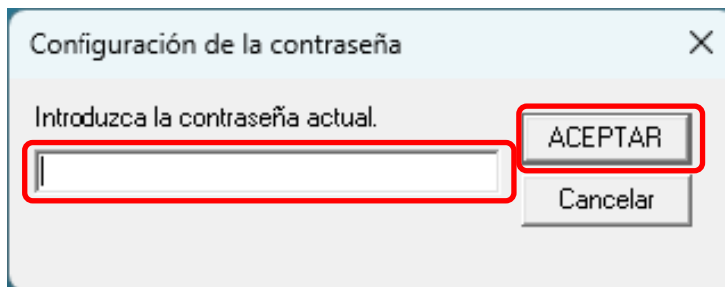 Configuración de la contraseña
Introduzca la contraseña actual.
ACEPTAR
Cancelar